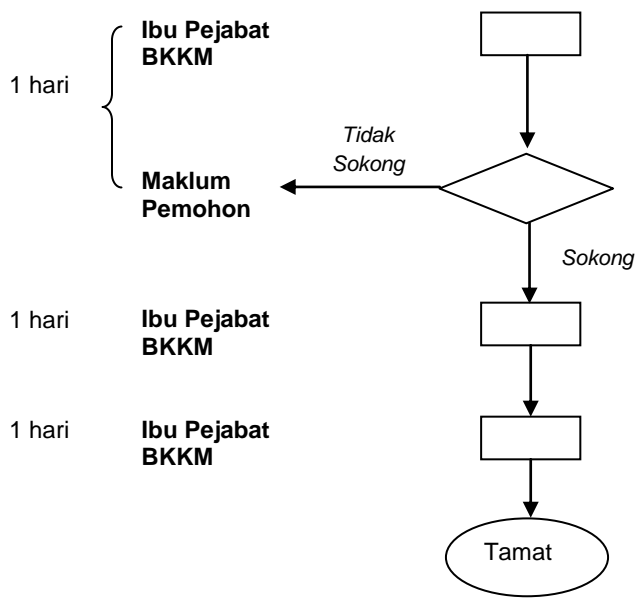 Ibu Pejabat
BKKM
1 hari
Tidak
Sokong
Maklum
Pemohon
Sokong
1 hari
Ibu Pejabat
BKKM
1 hari
Ibu Pejabat
BKKM
Tamat